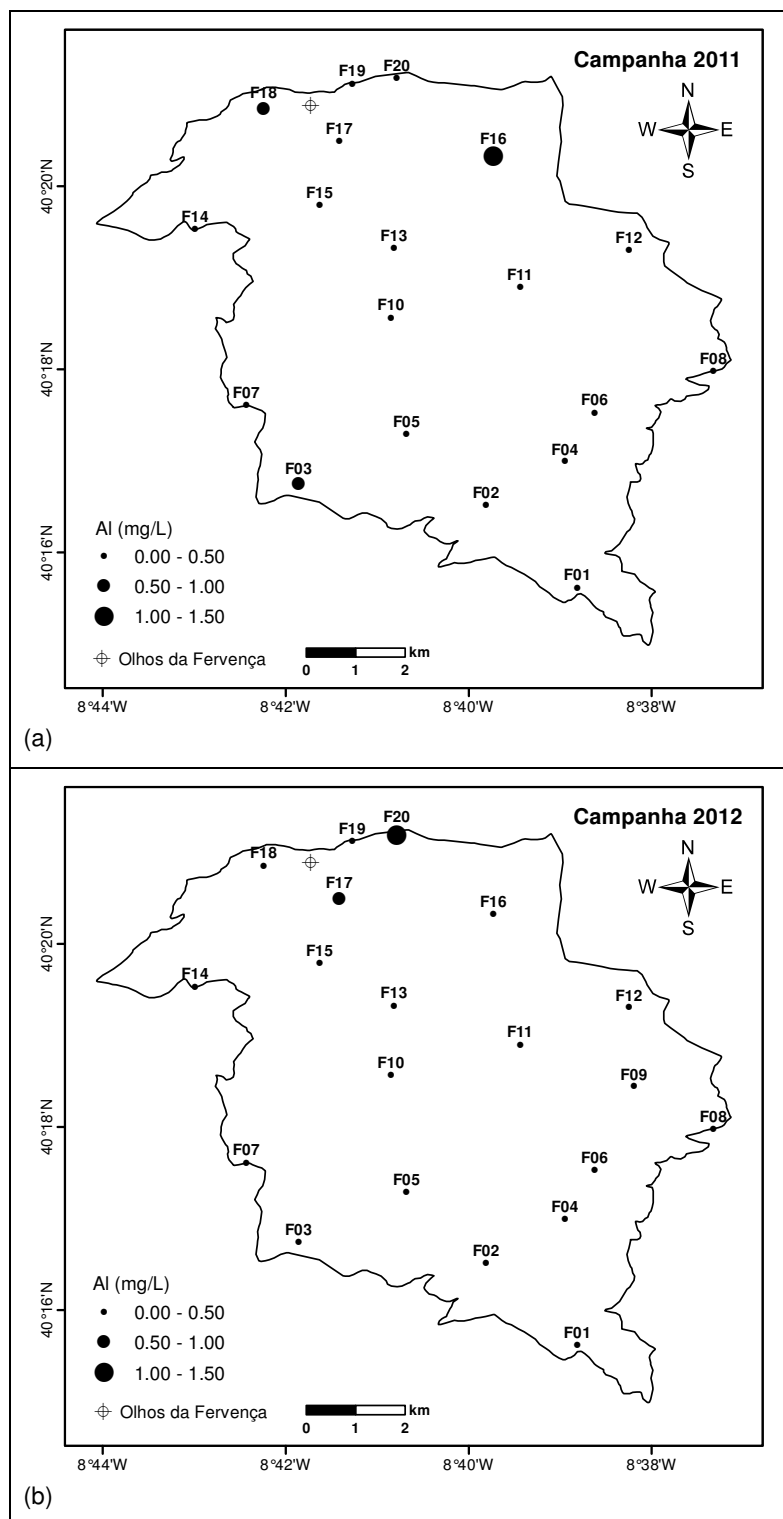 Campanha 2011
N
W E
S
F19 F20
F18
F17
F16
F15
F14
F13
F12
F11
F10
F08
F07
F06
F05
F04
F03
F02
F01
40°20'N
40°18'N
40°16'N
Al (mg/L)
0.00 - 0.50
0.50 - 1.00
1.00 - 1.50
Olhos da Fervença
km
0 1 2
8°44'W 8°42'W 8°40'W 8°38'W
(a)
Campanha 2012
N
W E
S
F20
F19
F18
F17
F16
F15
F14
F13
F12
F11
F10
F09
F08
F07
F06
F05
F04
F03
F02
F01
40°20'N
40°18'N
40°16'N
Al (mg/L)
0.00 - 0.50
0.50 - 1.00
1.00 - 1.50
Olhos da Fervença
km
0 1 2
8°44'W 8°42'W 8°40'W 8°38'W
(b)